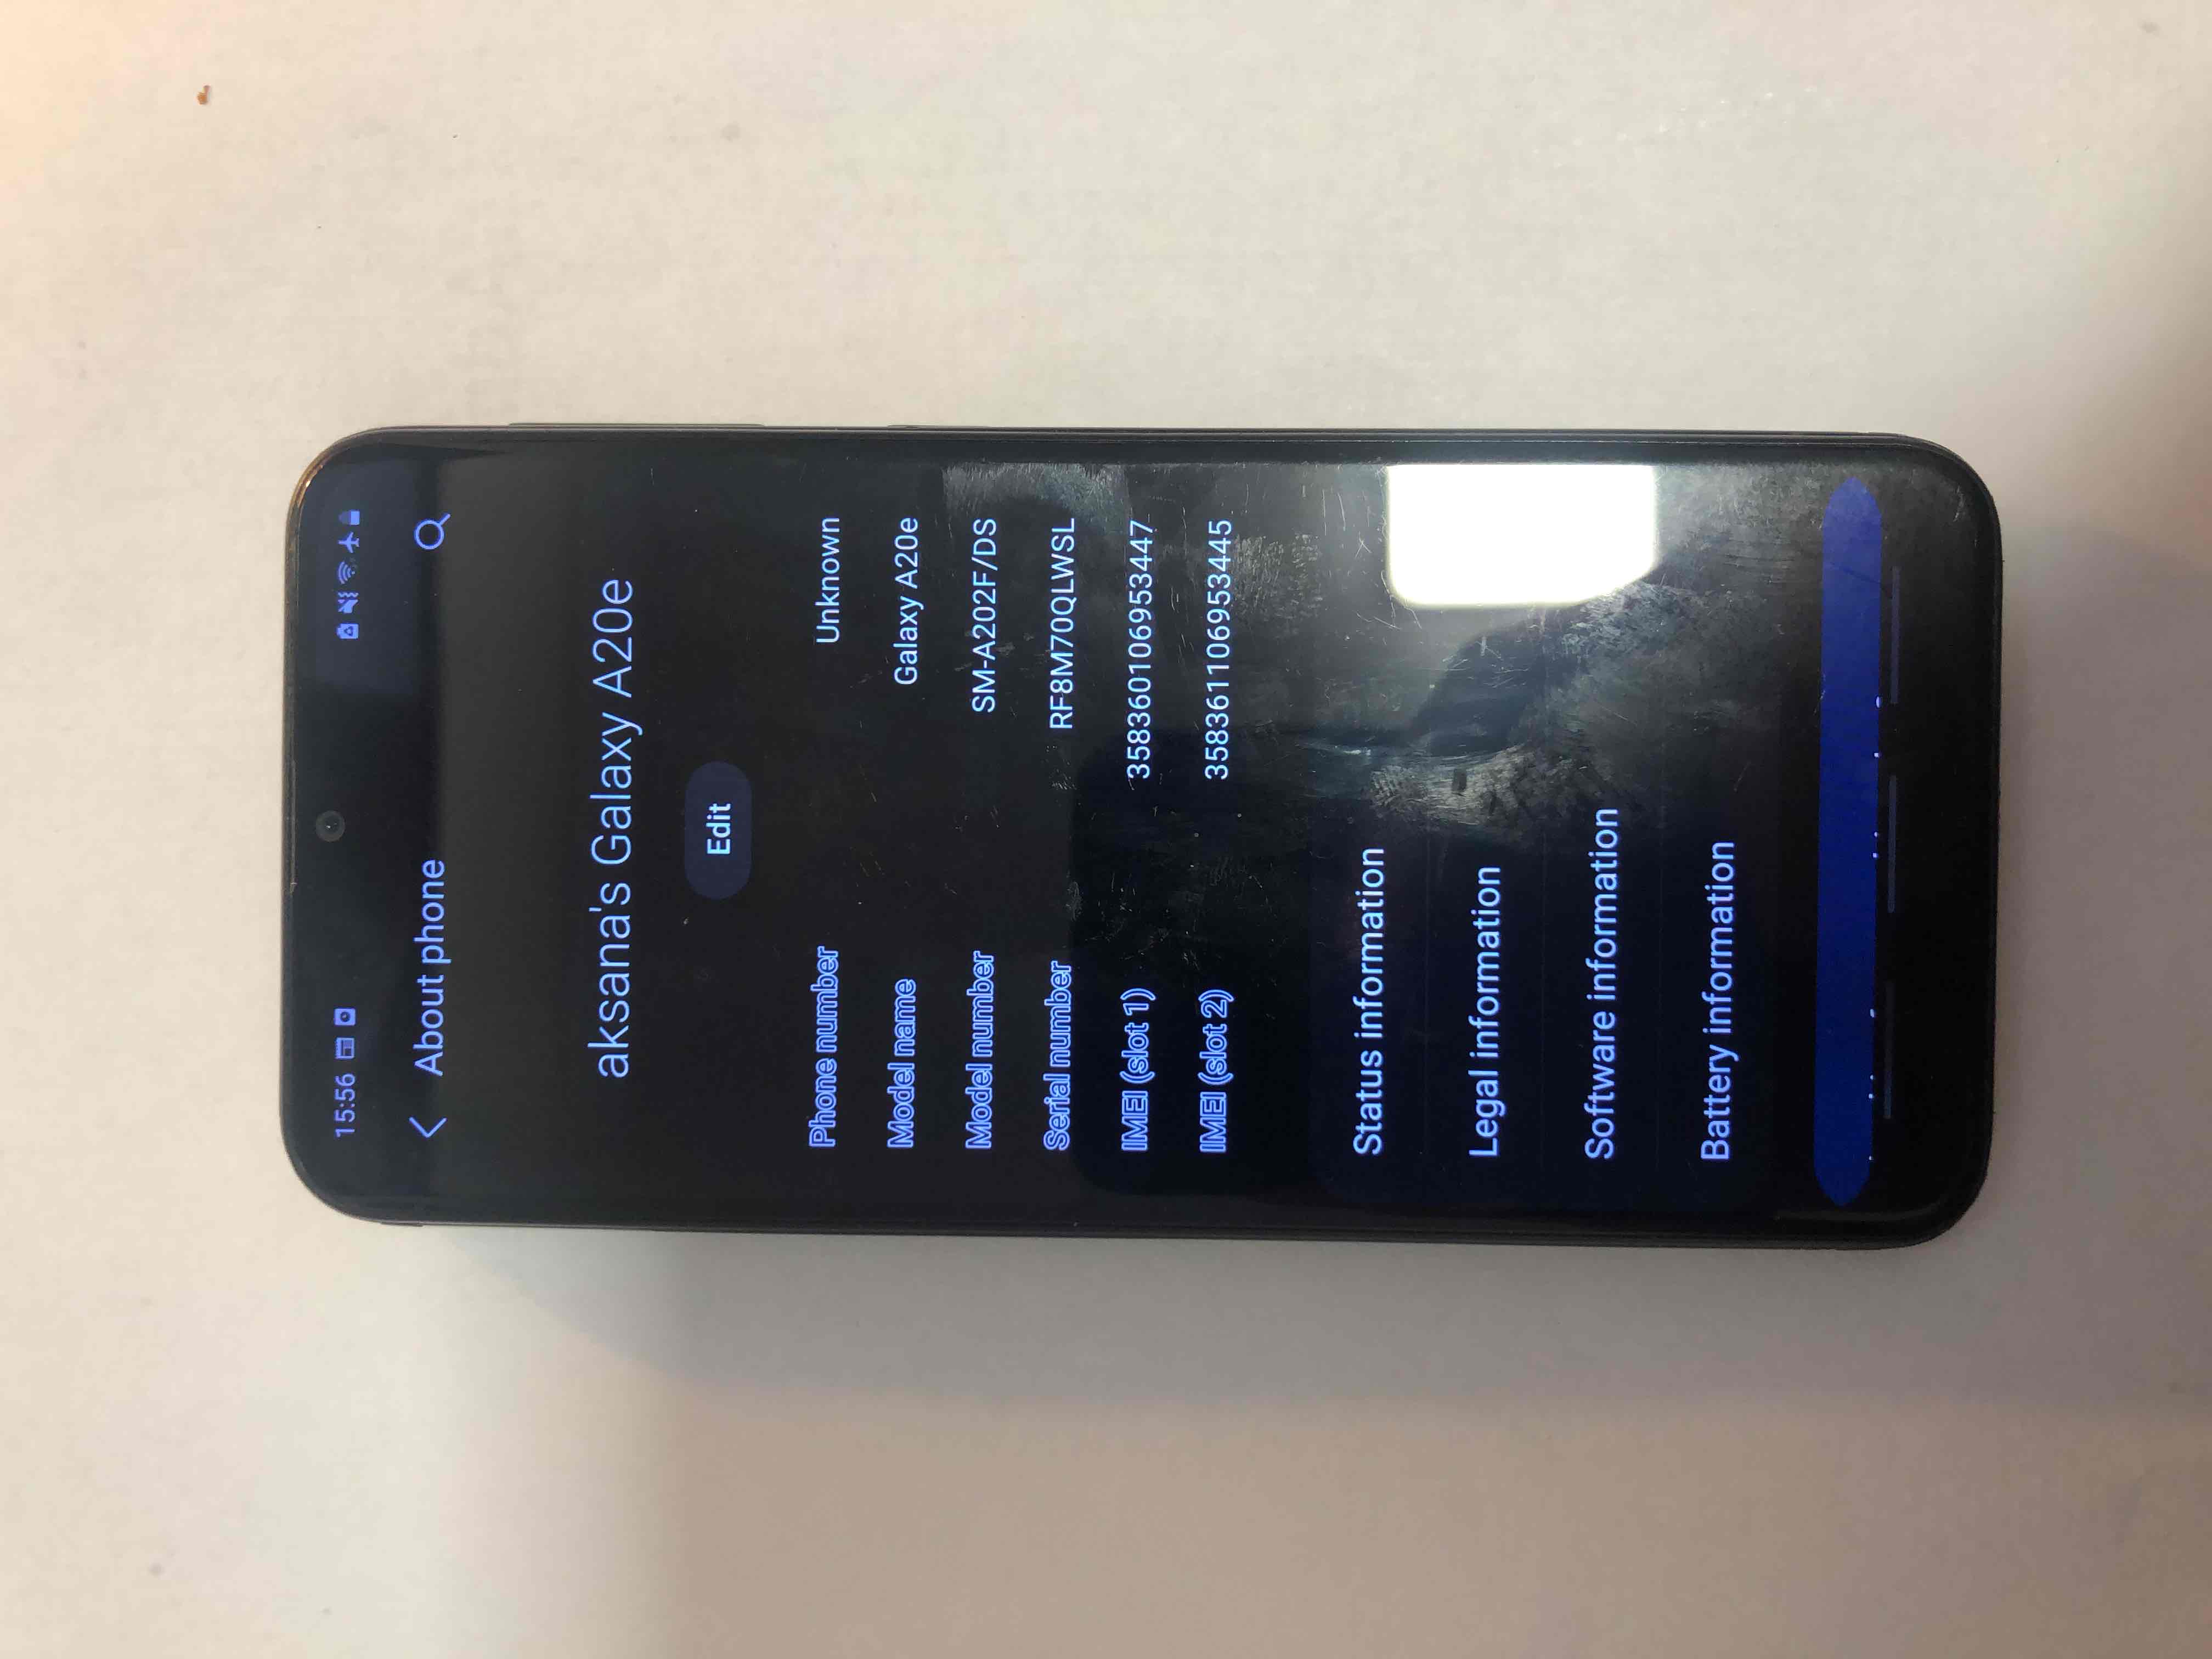 15:56
About phone
aksana's Galaxy A20e
Edit
Phone number Unknown
Model name Galaxy A20e
Model number SM-A202F/DS
Serial number RF8M70QLWSL
IMEI (slot 1) 358360106953447
IMEI (slot 2) 358361106953445
Status information
Legal information
Software information
Battery information